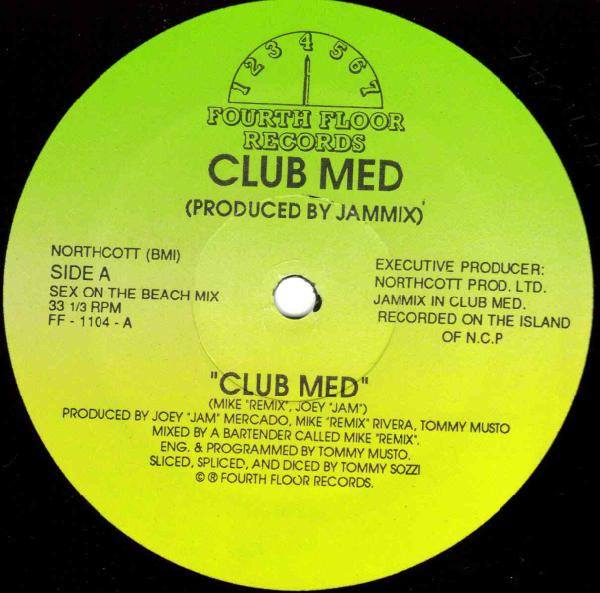 1 2 3 4 5 6 7
FOURTH FLOOR
RECORDS
CLUB MED
(PRODUCED BY JAMMIX)
NORTHCOTT (BMI)
SIDE A
SEX ON THE BEACH MIX
33 1/3 RPM
FF - 1104 - A
EXECUTIVE PRODUCER:
NORTHCOTT PROD. LTD.
JAMMIX IN CLUB MED.
RECORDED ON THE ISLAND
OF N.C.P
"CLUB MED"
(MIKE "REMIX", JOEY "JAM")
PRODUCED BY JOEY "JAM" MERCADO, MIKE "REMIX" RIVERA, TOMMY MUSTO
MIXED BY A BARTENDER CALLED MIKE "REMIX".
ENG. & PROGRAMMED BY TOMMY MUSTO.
SLICED, SPLICED, AND DICED BY TOMMY SOZZI
© ® FOURTH FLOOR RECORDS.